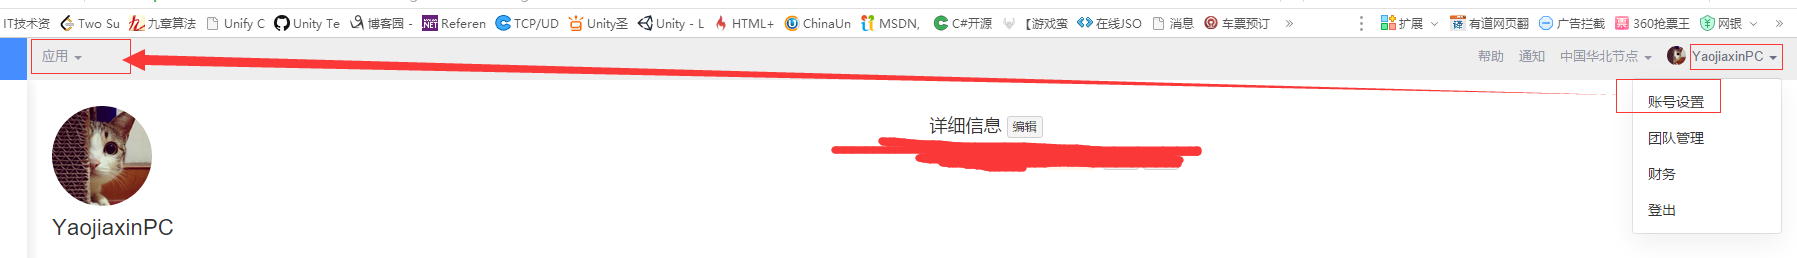 IT技术资 Two Su 九章算法 Unify C Unity Te 博客园 - Referen TCP/UD Unity圣 Unity - L HTML+ ChinaUn MSDN, C#开源 【游戏蛮 在线JSO 消息 车票预订 » 扩展 有道网页翻 广告拦截 360抢票王 网银 »
应用 帮助 通知 中国华北节点 YaojiaxinPC
账号设置
详细信息 编辑
团队管理
财务
登出
YaojiaxinPC